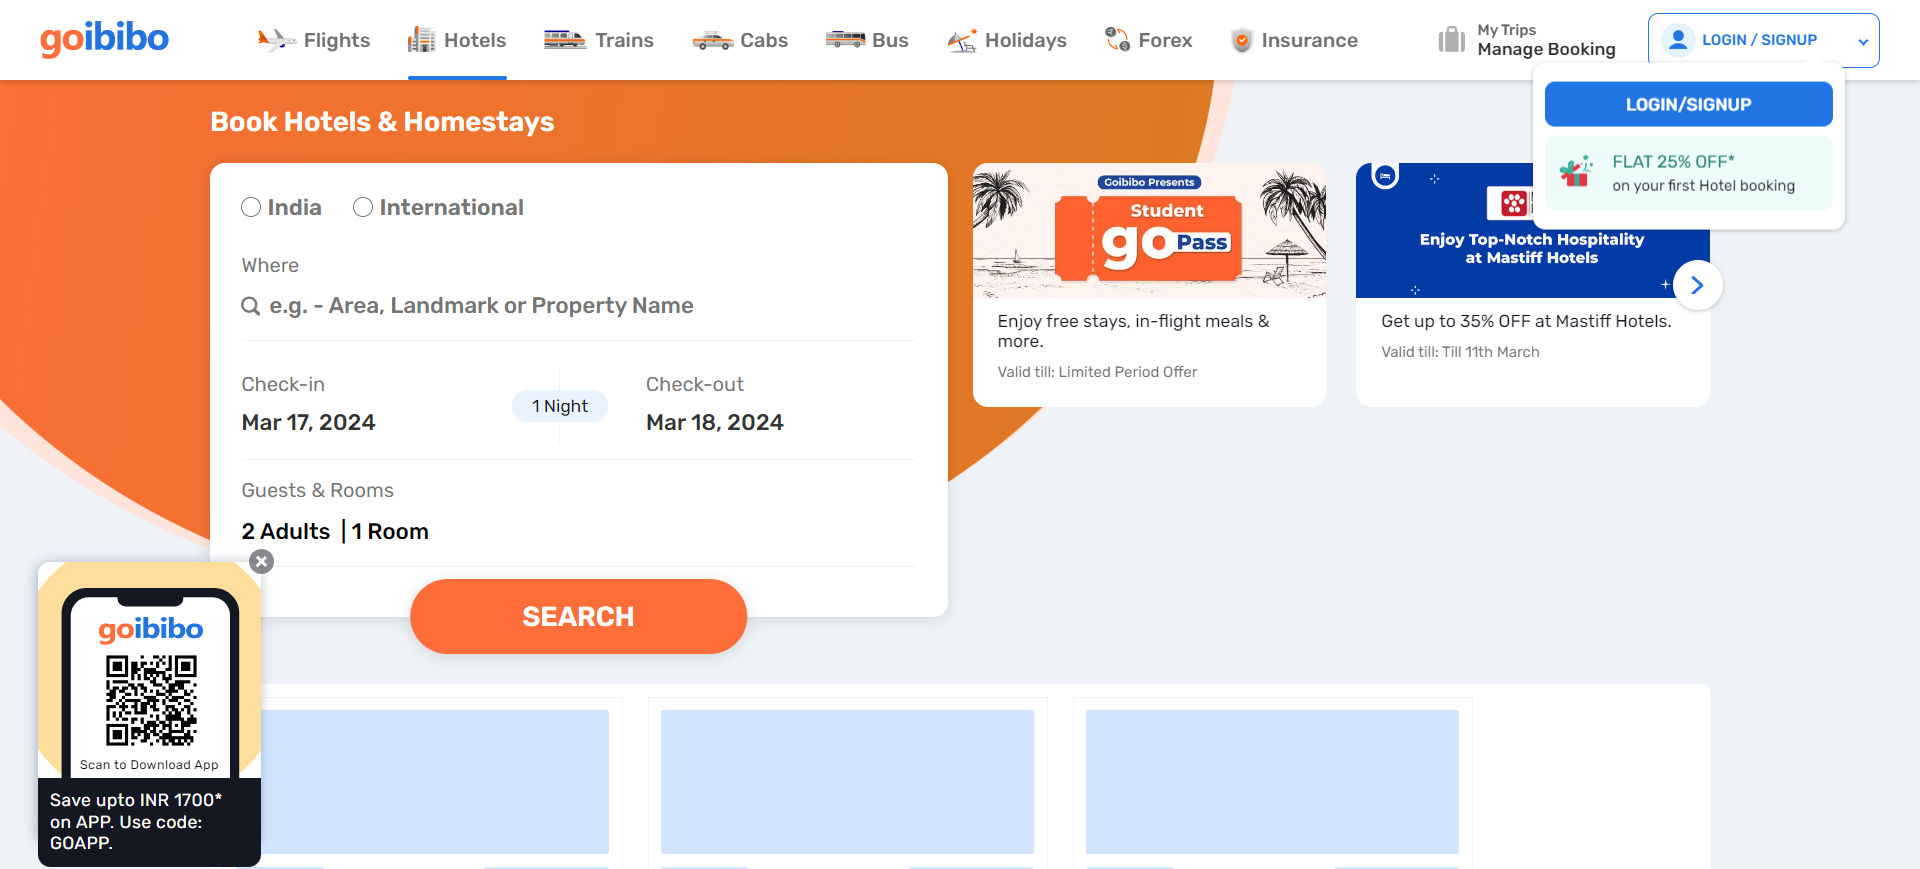 goibibo
Flights
Hotels
Trains
Cabs
Bus
Holidays
Forex
Insurance
My Trips
Manage Booking
LOGIN / SIGNUP
LOGIN/SIGNUP
FLAT 25% OFF*
on your first Hotel booking
Book Hotels & Homestays
India
International
Where
e.g. - Area, Landmark or Property Name
Check-in
Mar 17, 2024
1 Night
Check-out
Mar 18, 2024
Guests & Rooms
2 Adults | 1 Room
SEARCH
Goibibo Presents
Student
go Pass
Enjoy free stays, in-flight meals &
more.
Valid till: Limited Period Offer
Enjoy Top-Notch Hospitality
at Mastiff Hotels
Get up to 35% OFF at Mastiff Hotels.
Valid till: Till 11th March
goibibo
Scan to Download App
Save upto INR 1700*
on APP. Use code:
GOAPP.